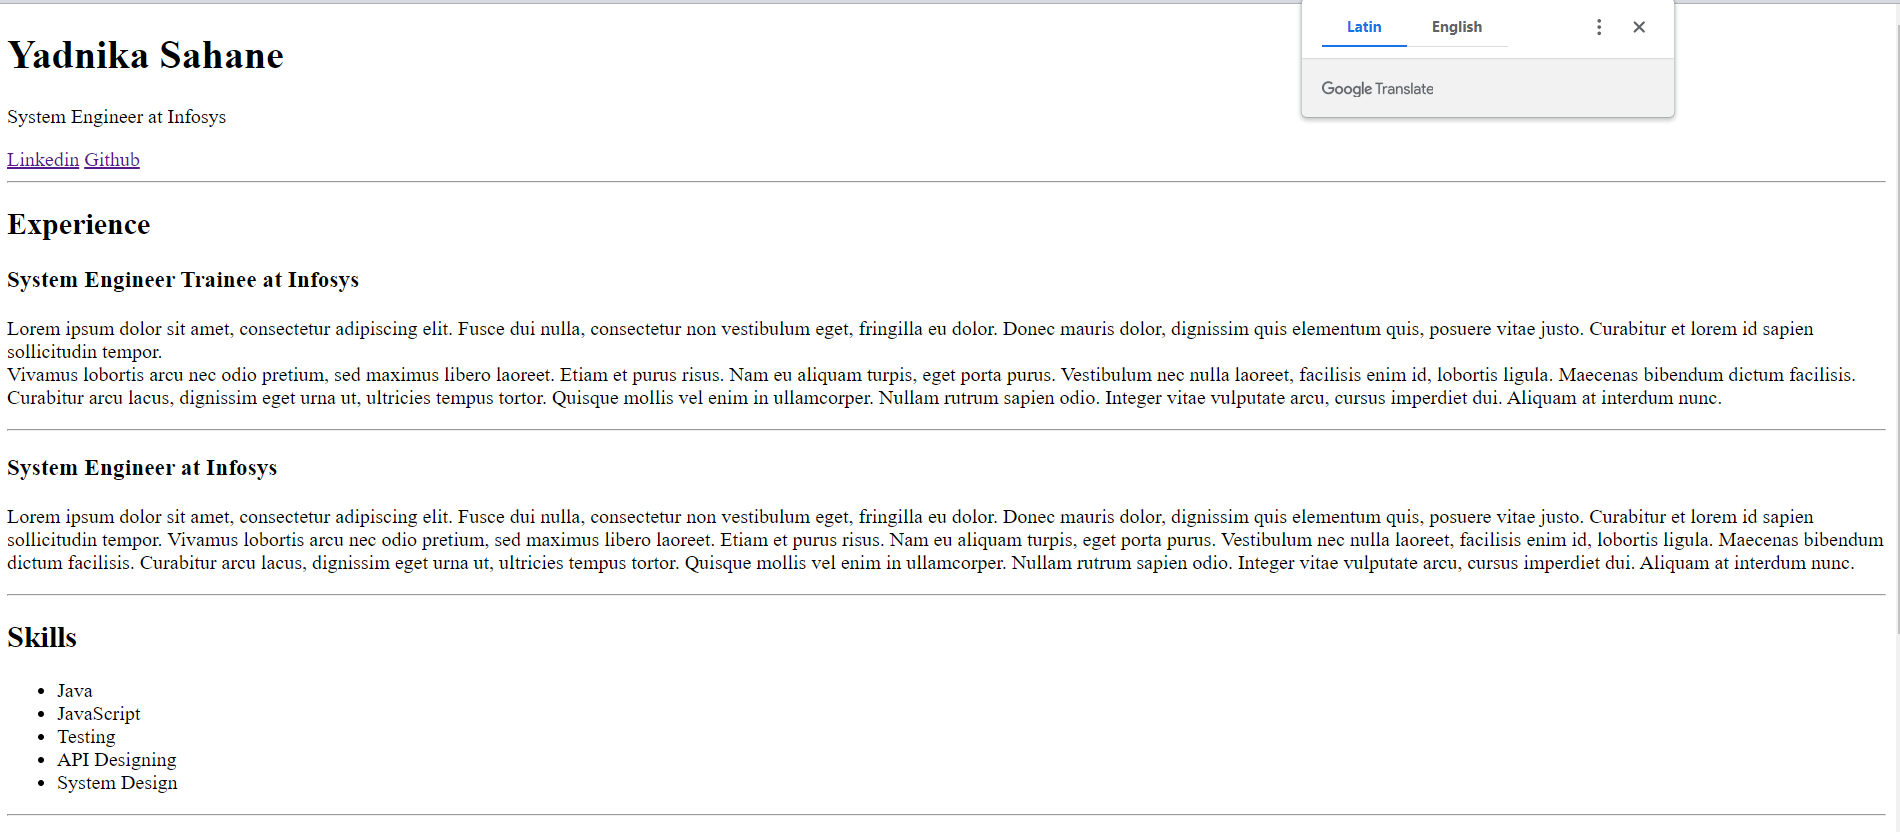 Latin English
Google Translate
Yadnika Sahane
System Engineer at Infosys
Linkedin Github
Experience
System Engineer Trainee at Infosys
Lorem ipsum dolor sit amet, consectetur adipiscing elit. Fusce dui nulla, consectetur non vestibulum eget, fringilla eu dolor. Donec mauris dolor, dignissim quis elementum quis, posuere vitae justo. Curabitur et lorem id sapien
sollicitudin tempor.
Vivamus lobortis arcu nec odio pretium, sed maximus libero laoreet. Etiam et purus risus. Nam eu aliquam turpis, eget porta purus. Vestibulum nec nulla laoreet, facilisis enim id, lobortis ligula. Maecenas bibendum dictum facilisis.
Curabitur arcu lacus, dignissim eget urna ut, ultricies tempus tortor. Quisque mollis vel enim in ullamcorper. Nullam rutrum sapien odio. Integer vitae vulputate arcu, cursus imperdiet dui. Aliquam at interdum nunc.
System Engineer at Infosys
Lorem ipsum dolor sit amet, consectetur adipiscing elit. Fusce dui nulla, consectetur non vestibulum eget, fringilla eu dolor. Donec mauris dolor, dignissim quis elementum quis, posuere vitae justo. Curabitur et lorem id sapien
sollicitudin tempor. Vivamus lobortis arcu nec odio pretium, sed maximus libero laoreet. Etiam et purus risus. Nam eu aliquam turpis, eget porta purus. Vestibulum nec nulla laoreet, facilisis enim id, lobortis ligula. Maecenas bibendum
dictum facilisis. Curabitur arcu lacus, dignissim eget urna ut, ultricies tempus tortor. Quisque mollis vel enim in ullamcorper. Nullam rutrum sapien odio. Integer vitae vulputate arcu, cursus imperdiet dui. Aliquam at interdum nunc.
Skills
• Java
• JavaScript
• Testing
• API Designing
• System Design